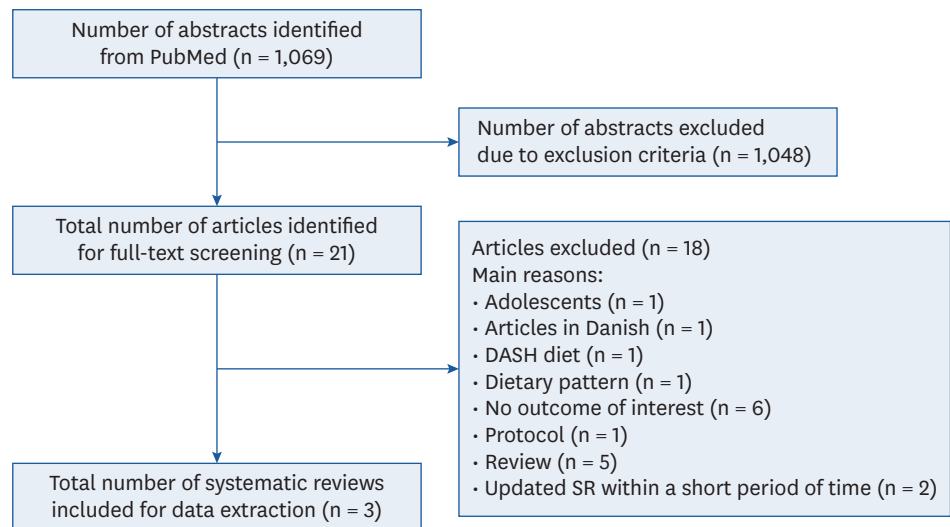 Number of abstracts identified
from PubMed (n = 1,069)
Number of abstracts excluded
due to exclusion criteria (n = 1,048)
Total number of articles identified
for full-text screening (n = 21)
Articles excluded (n = 18)
Main reasons:
• Adolescents (n = 1)
• Articles in Danish (n = 1)
• DASH diet (n = 1)
• Dietary pattern (n = 1)
• No outcome of interest (n = 6)
• Protocol (n = 1)
• Review (n = 5)
• Updated SR within a short period of time (n = 2)
Total number of systematic reviews
included for data extraction (n = 3)